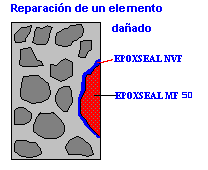 Reparación de un elemento
dañado
EPOXSEAL NVF
EPOXSEAL MF 50